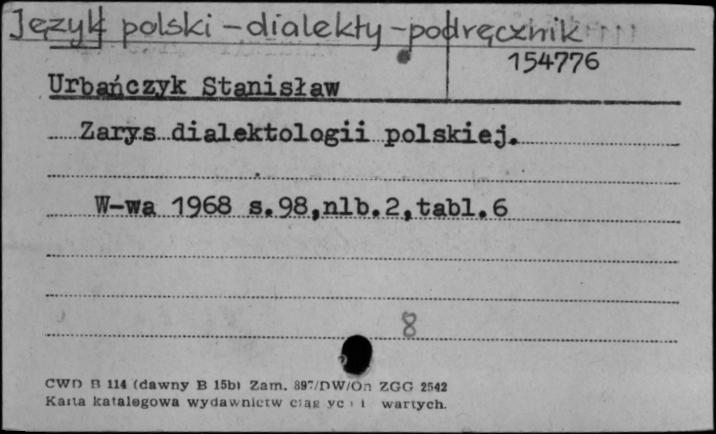 Język polski - dialekty - podręcznik
154776
Urbańczyk Stanisław
Zarys dialektologii polskiej.
W-wa 1968 s.98,nlb.2,tabl.6
8
CWD B 114 (dawny B 15b) Zam. 897/DW/On ZGG 2542
Karta katalogowa wydawnictw wartych.